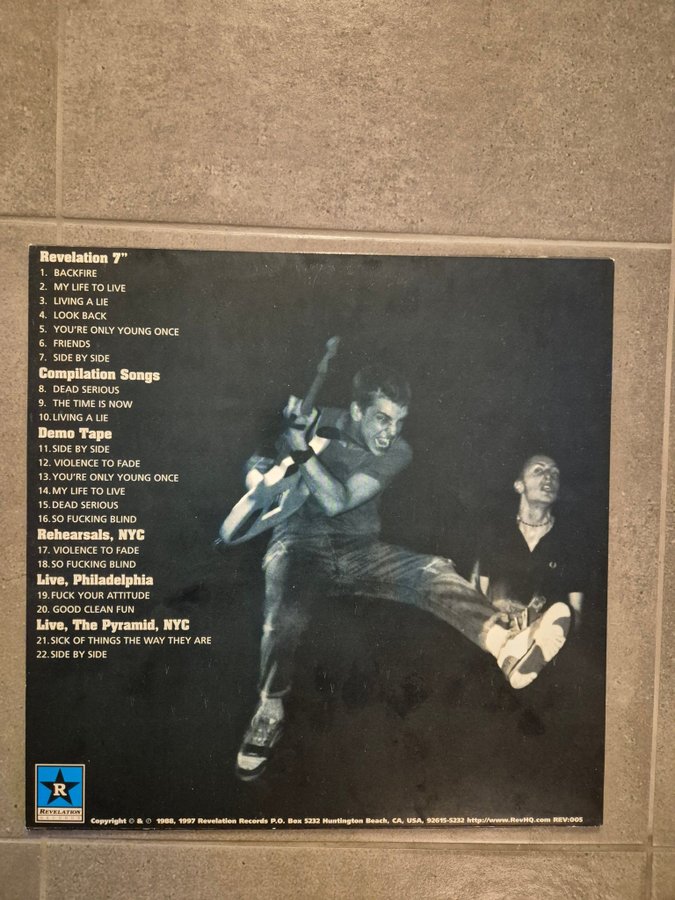 Revelation 7"
1. BACKFIRE
2. MY LIFE TO LIVE
3. LIVING A LIE
4. LOOK BACK
5. YOU'RE ONLY YOUNG ONCE
6. FRIENDS
7. SIDE BY SIDE
Compilation Songs
8. DEAD SERIOUS
9. THE TIME IS NOW
10. LIVING A LIE
Demo Tape
11. SIDE BY SIDE
12. VIOLENCE TO FADE
13. YOU'RE ONLY YOUNG ONCE
14. MY LIFE TO LIVE
15. DEAD SERIOUS
16. SO FUCKING BLIND
Rehearsals, NYC
17. VIOLENCE TO FADE
18. SO FUCKING BLIND
Live, Philadelphia
19. FUCK YOUR ATTITUDE
20. GOOD CLEAN FUN
Live, The Pyramid, NYC
21. SICK OF THINGS THE WAY THEY ARE
22. SIDE BY SIDE
R
REVELATION
RECORDS
Copyright © & ℗ 1988, 1997 Revelation Records P.O. Box 5232 Huntington Beach, CA, USA, 92615-5232 http://www.RevHQ.com REV:005